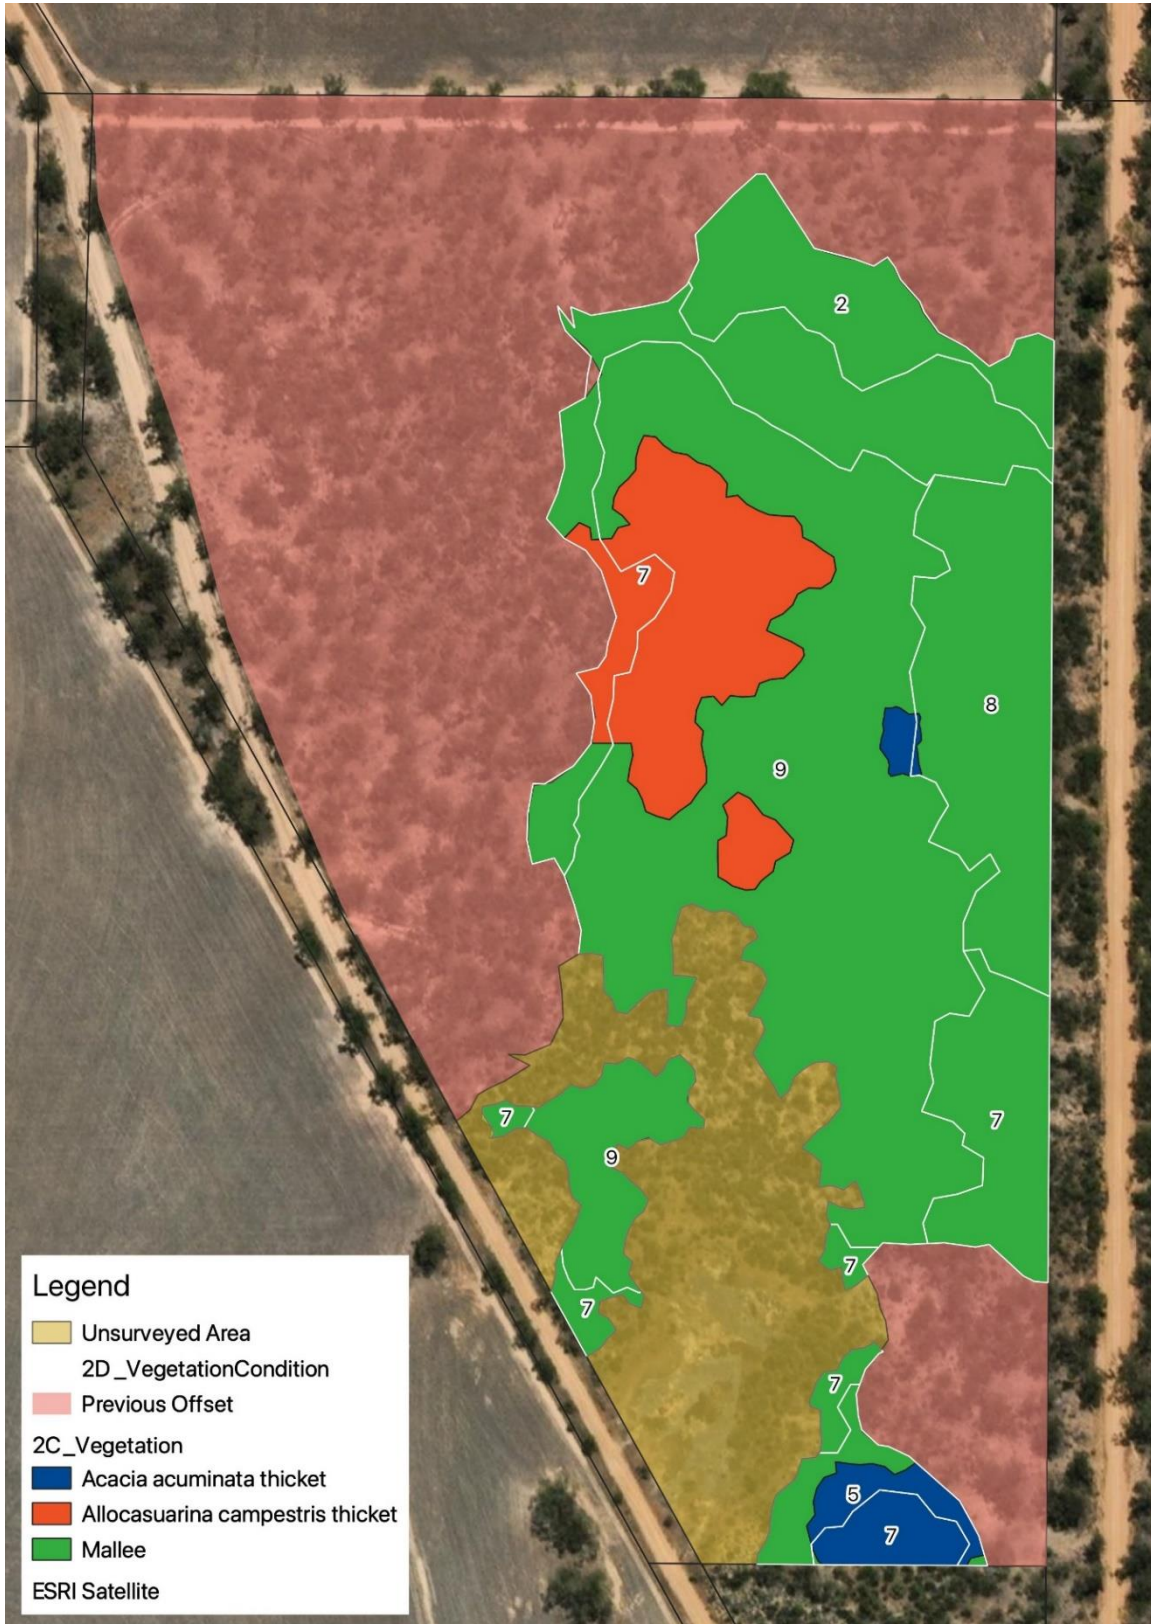 2
7
8
9
7
7
9
7
7
7
5
7
Legend
Unsurveyed Area
2D_VegetationCondition
Previous Offset
2C_Vegetation
Acacia acuminata thicket
Allocasuarina campestris thicket
Mallee
ESRI Satellite